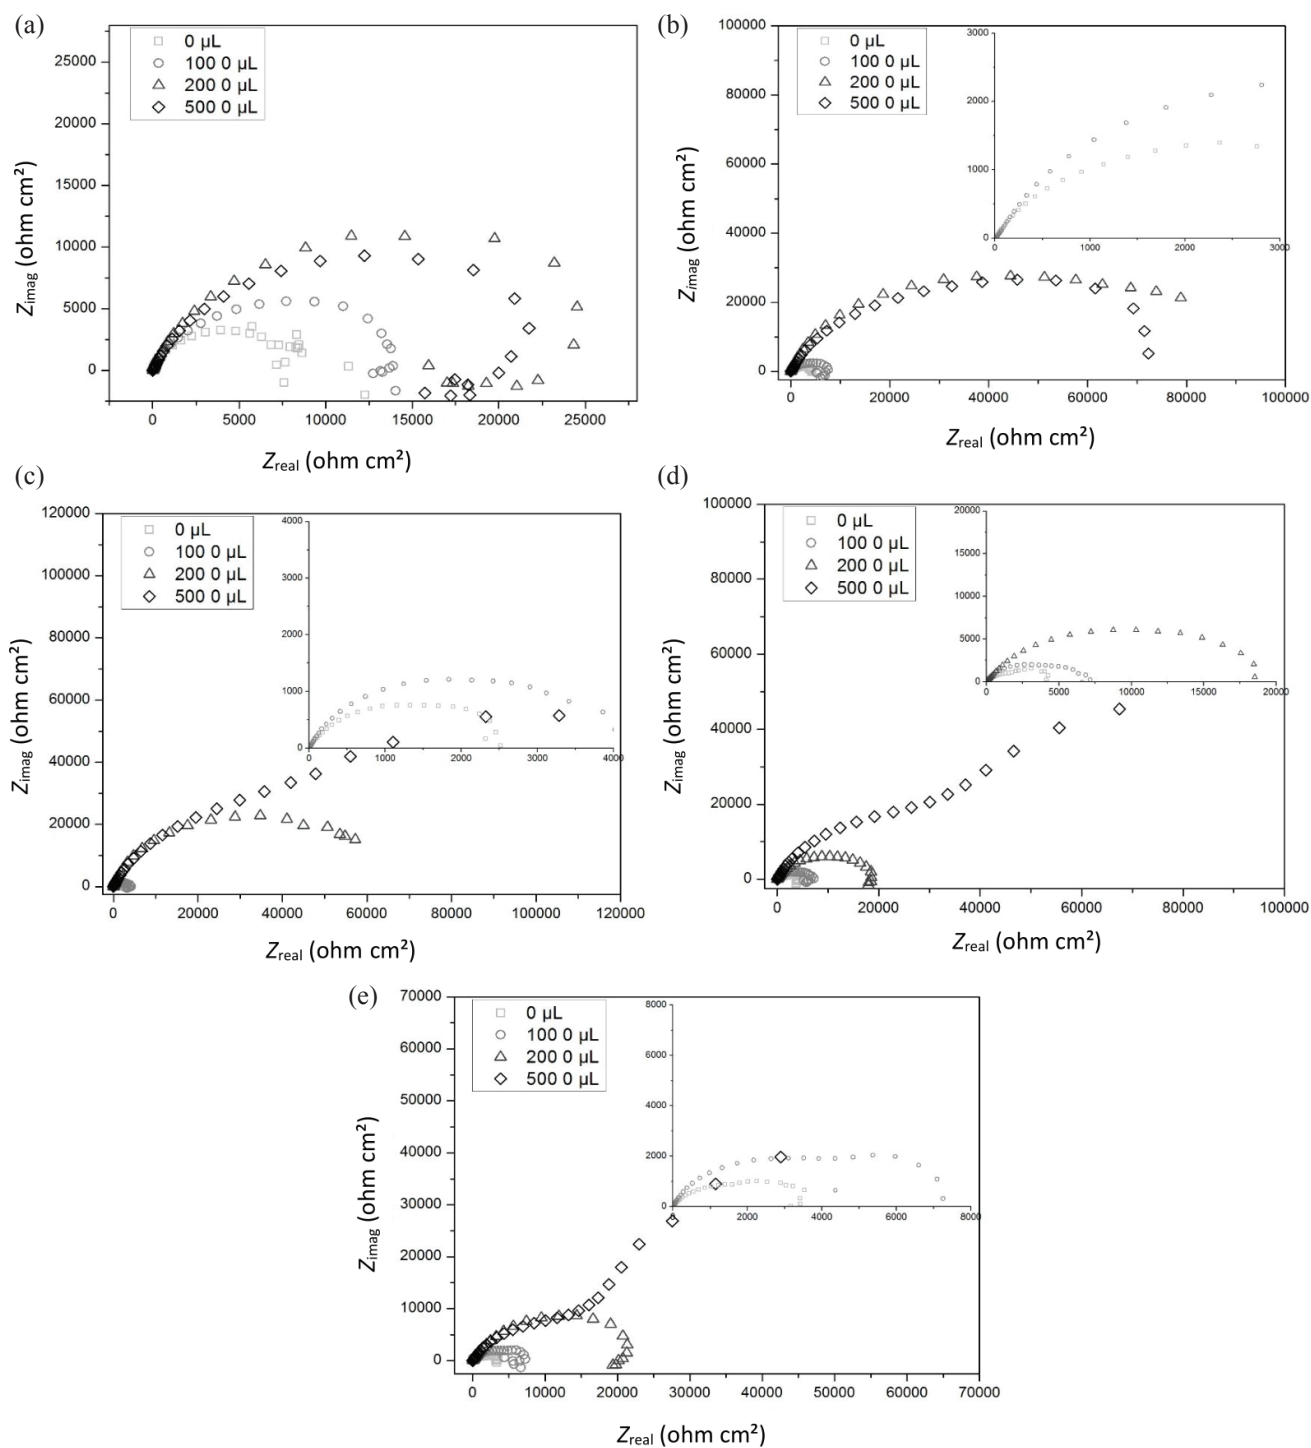 (a)
0 µL
100 0 µL
200 0 µL
500 0 µL
25000
20000
15000
10000
5000
0
0 5000 10000 15000 20000 25000
Zimag (ohm cm²)
Zreal (ohm cm²)
(b)
0 µL
100 0 µL
200 0 µL
500 0 µL
100000
80000
60000
40000
20000
0
0 20000 40000 60000 80000 100000
3000
2000
1000
0
0 1000 2000 3000
Zimag (ohm cm²)
Zreal (ohm cm²)
(c)
0 µL
100 0 µL
200 0 µL
500 0 µL
120000
100000
80000
60000
40000
20000
0
0 20000 40000 60000 80000 100000 120000
4000
3000
2000
1000
0
0 1000 2000 3000 4000
Zimag (ohm cm²)
Zreal (ohm cm²)
(d)
0 µL
100 0 µL
200 0 µL
500 0 µL
100000
80000
60000
40000
20000
0
0 20000 40000 60000 80000 100000
20000
15000
10000
5000
0
0 5000 10000 15000 20000
Zimag (ohm cm²)
Zreal (ohm cm²)
(e)
0 µL
100 0 µL
200 0 µL
500 0 µL
70000
60000
50000
40000
30000
20000
10000
0
0 10000 20000 30000 40000 50000 60000 70000
8000
6000
4000
2000
0
0 2000 4000 6000 8000
Zimag (ohm cm²)
Zreal (ohm cm²)